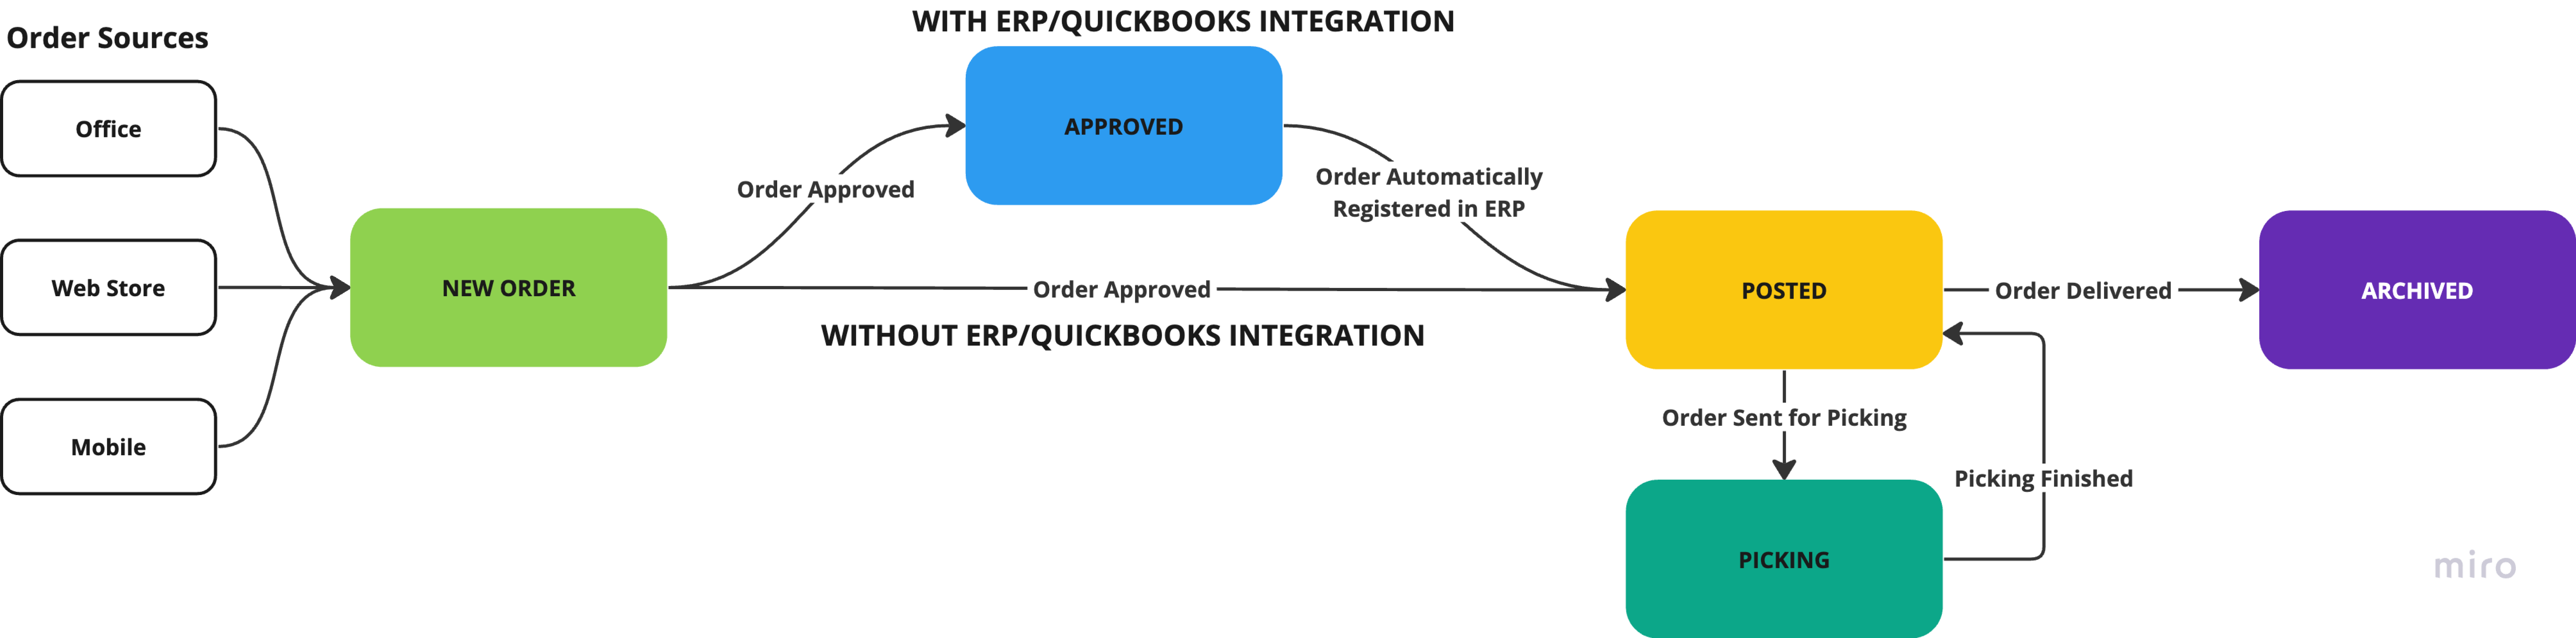 Order Sources
WITH ERP/QUICKBOOKS INTEGRATION
Office
Web Store
Mobile
NEW ORDER
Order Approved
APPROVED
Order Automatically
Registered in ERP
Order Approved
WITHOUT ERP/QUICKBOOKS INTEGRATION
POSTED
Order Delivered
ARCHIVED
Order Sent for Picking
Picking Finished
PICKING
miro